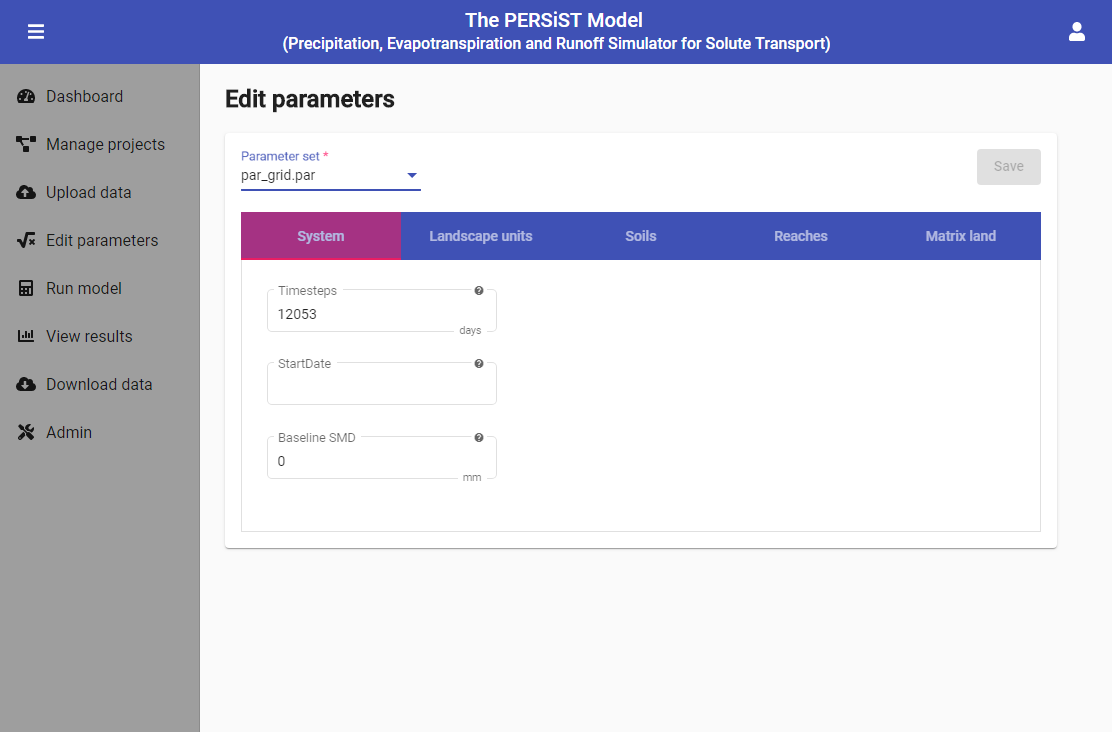 The PERSiST Model
(Precipitation, Evapotranspiration and Runoff Simulator for Solute Transport)
Dashboard
Manage projects
Upload data
Edit parameters
Run model
View results
Download data
Admin
Edit parameters
Parameter set *
par_grid.par
Save
System Landscape units Soils Reaches Matrix land
Timesteps
12053
days
StartDate
Baseline SMD
0
mm